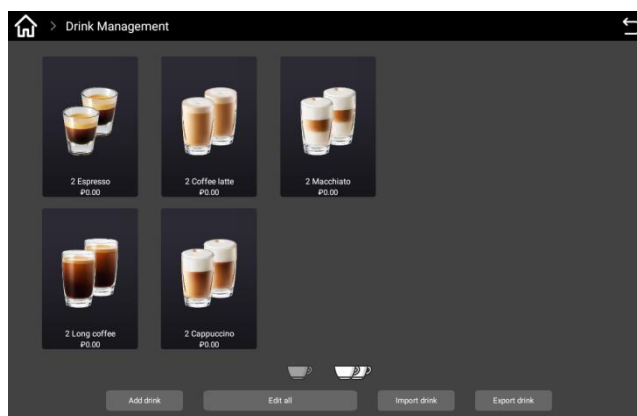 > Drink Management
2 Espresso
₽0.00
2 Coffee latte
₽0.00
2 Macchiato
₽0.00
2 Long coffee
₽0.00
2 Cappuccino
₽0.00
Add drink
Edit all
Import drink
Export drink